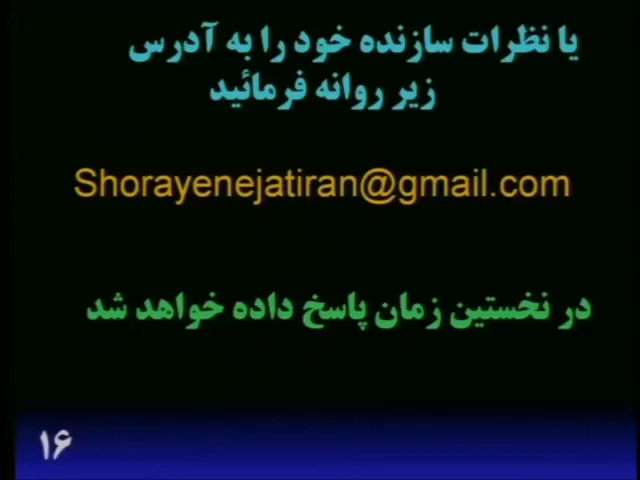 یا نظرات سازنده خود را به آدرس
زیر روانه فرمائید
Shorayenejatiran@gmail.com
در نخستین زمان پاسخ داده خواهد شد
۱۶